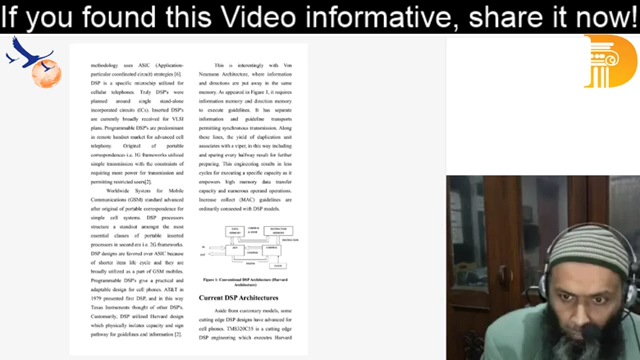 If you found this Video informative, share it now!
methodology uses ASIC (Application-
particular coordinated circuit) strategies [6].
DSP is a specific relationship utilized for
cellular telephones. Truly DSP's were
planned around single stand-alone
incorporated circuits (ICs). Inserted DSP's
are currently broadly received for VLSI
plans. Programmable DSP's are predominant
in remote handset market for advanced cell
telephony. Original of portable
correspondences i.e. 1G frameworks utilized
simple transmission with the constraints of
requiring more power for transmission and
permitting restricted users[2].
Worldwide System for Mobile
Communications (GSM) standard advanced
after original of portable correspondence for
simple cell systems. DSP processors
structure a standout amongst the most
essential classes of portable inserted
processors in second era i.e. 2G frameworks.
DSP designs are favored over ASIC because
of shorter item life cycle and they are
broadly utilized as a part of GSM mobiles.
Programmable DSP's give a practical and
adaptable design for cell phones. AT&T in
1979 presented first DSP, and in this way
Texas Instruments thought of other DSP's.
Customarily, DSP utilized Harvard design
which physically isolates capacity and sign
pathway for guidelines and information [2].
This is interestingly with Von
Neumann Architecture, where information
and directions are put away in the same
memory. As appeared in Figure 1, it requires
information memory and direction memory
to execute guidelines. It has separate
information and guideline transports
permitting synchronous transmission. Along
these lines, the yield of duplication unit
associates with a viper, in this way including
and sparing every halfway result for further
preparing. This engineering results in less
cycles for executing a specific capacity as it
empowers high memory data transfer
capacity and numerous operand operations.
Increase collect (MAC) guidelines are
ordinarily connected with DSP models.
Figure 1: Conventional DSP Architecture (Harvard
Architecture)
Current DSP Architectures
Aside from customary models, some
cutting edge DSP designs have advanced for
cell phones. TMS320C55 is a cutting edge
DSP engineering which executes Harvard